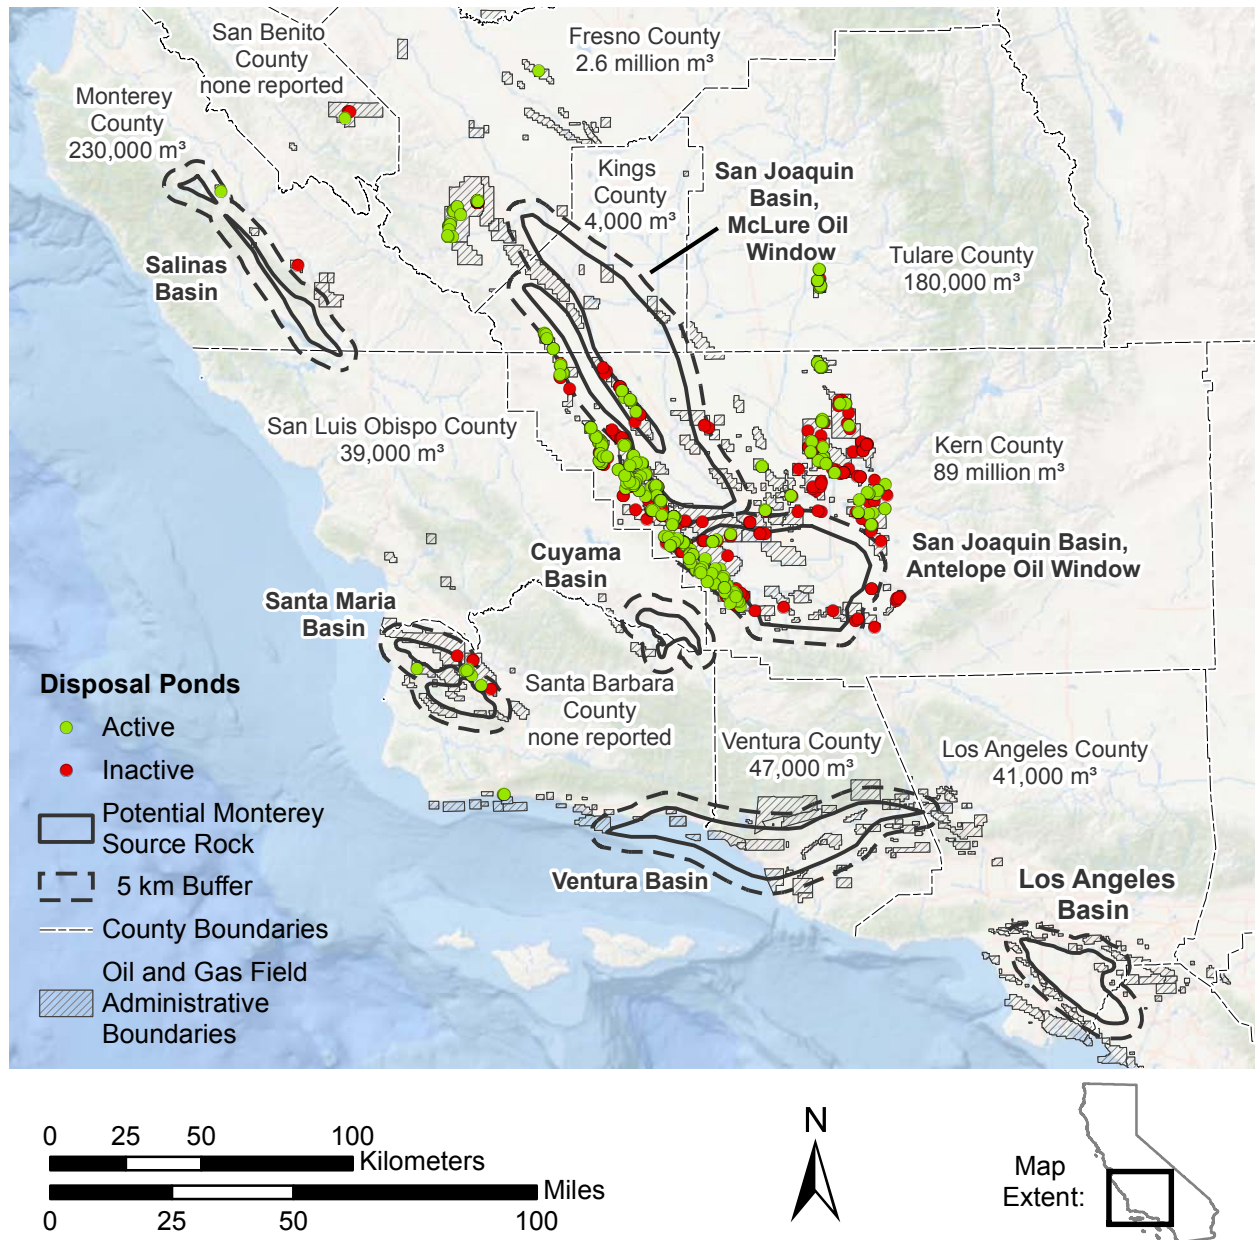 San Benito
County
none reported
Fresno County
2.6 million m³
Monterey
County
230,000 m³
Kings
County
4,000 m³
San Joaquin
Basin,
McLure Oil
Window
Tulare County
180,000 m³
Salinas
Basin
San Luis Obispo County
39,000 m³
Kern County
89 million m³
San Joaquin Basin,
Antelope Oil Window
Cuyama
Basin
Santa Maria
Basin
Santa Barbara
County
none reported
Ventura County
47,000 m³
Los Angeles County
41,000 m³
Ventura Basin
Los Angeles
Basin
Disposal Ponds
Active
Inactive
Potential Monterey
Source Rock
5 km Buffer
County Boundaries
Oil and Gas Field
Administrative
Boundaries
0 25 50 100
Kilometers
Miles
0 25 50 100
N
Map
Extent: